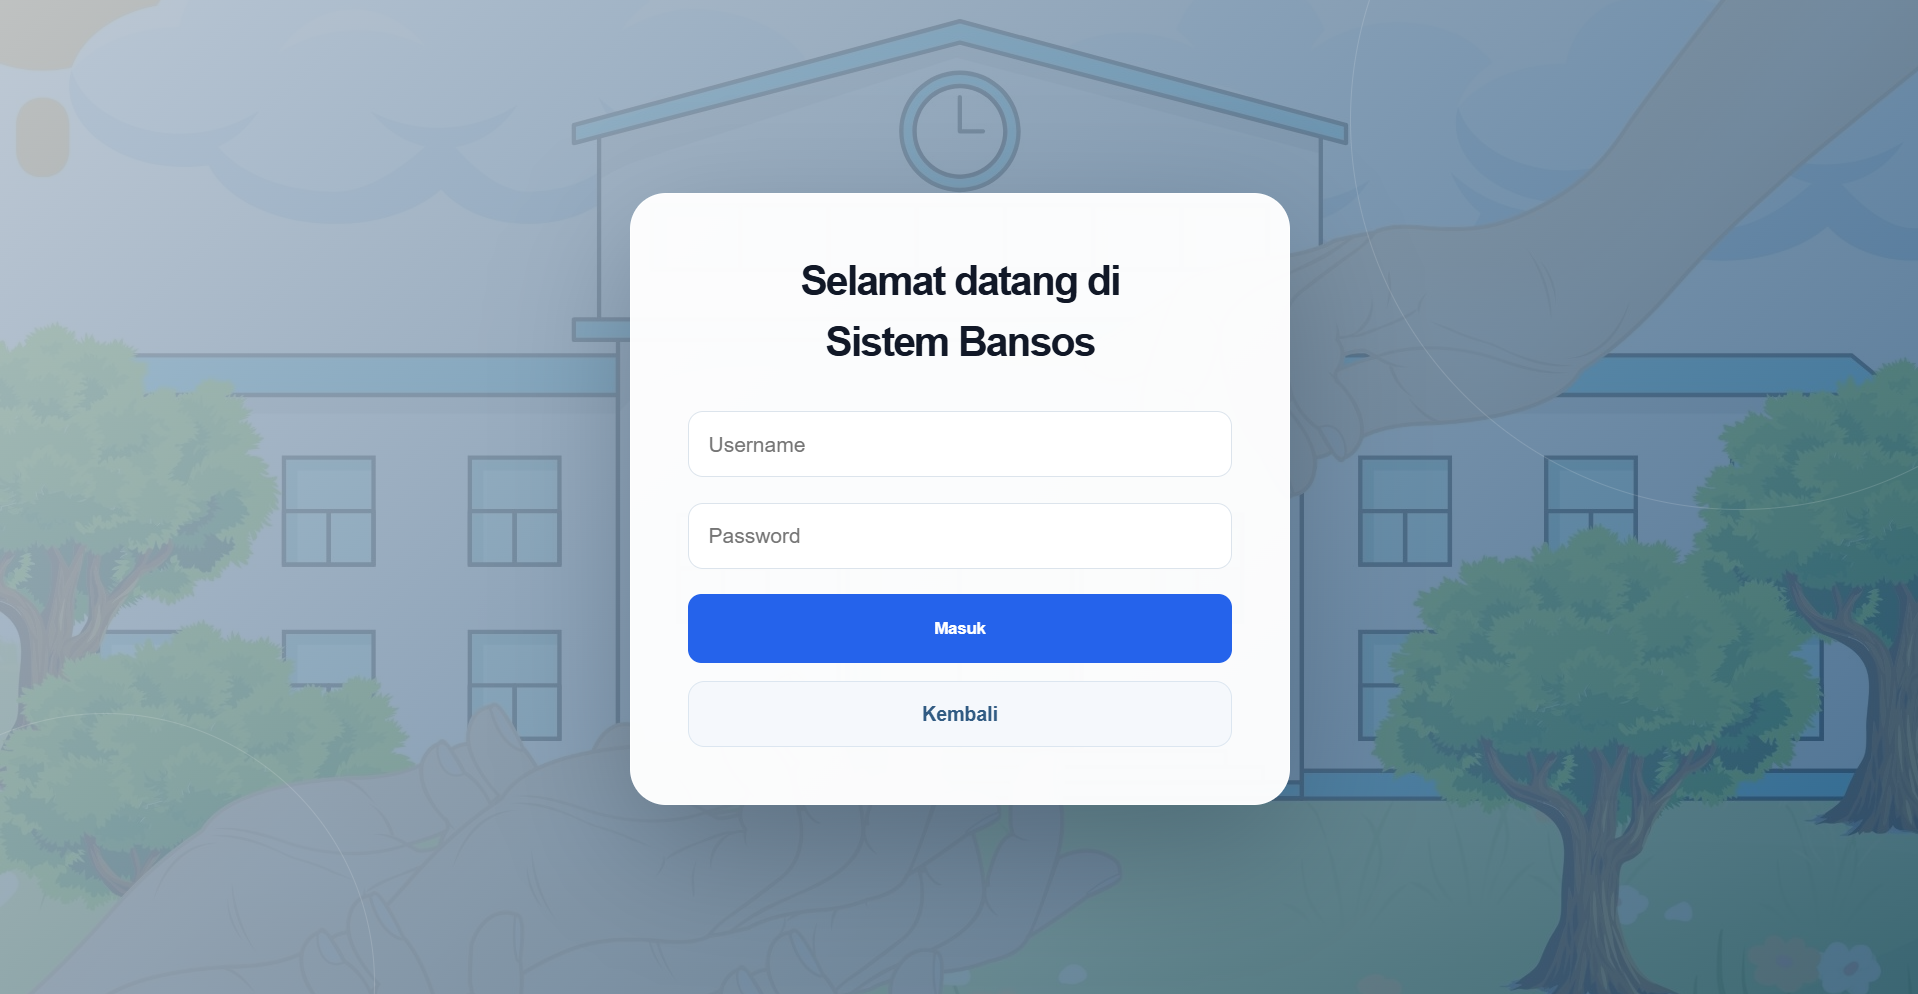 Selamat datang di
Sistem Bansos
Username
Password
Masuk
Kembali